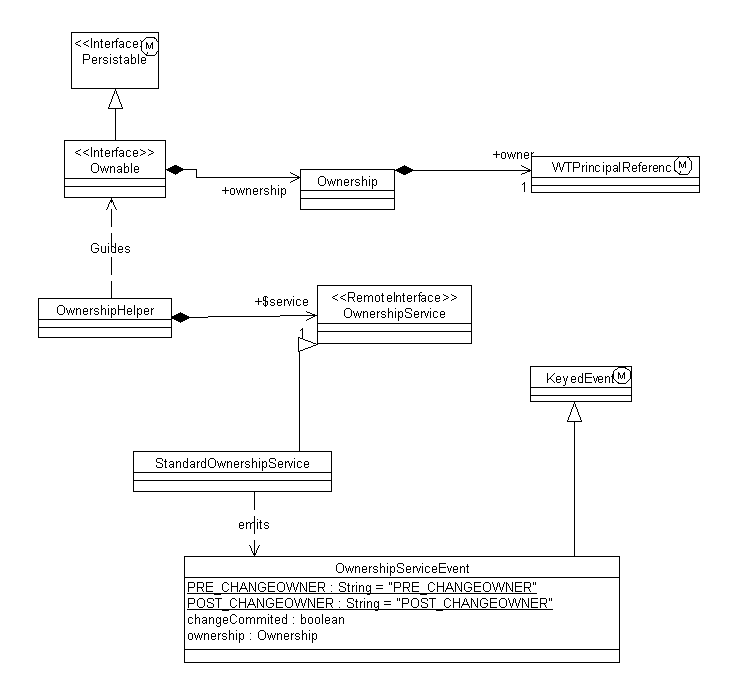 <<Interface>>
M
Persistable
<<Interface>>
Ownable
+ownership
Ownership
+owner
1
WTPrincipalReferenc
M
Guides
OwnershipHelper
+$service
1
<<RemoteInterface>>
OwnershipService
KeyedEvent
M
StandardOwnershipService
emits
OwnershipServiceEvent
PRE_CHANGEOWNER : String = "PRE_CHANGEOWNER"
POST_CHANGEOWNER : String = "POST_CHANGEOWNER"
changeCommited : boolean
ownership : Ownership